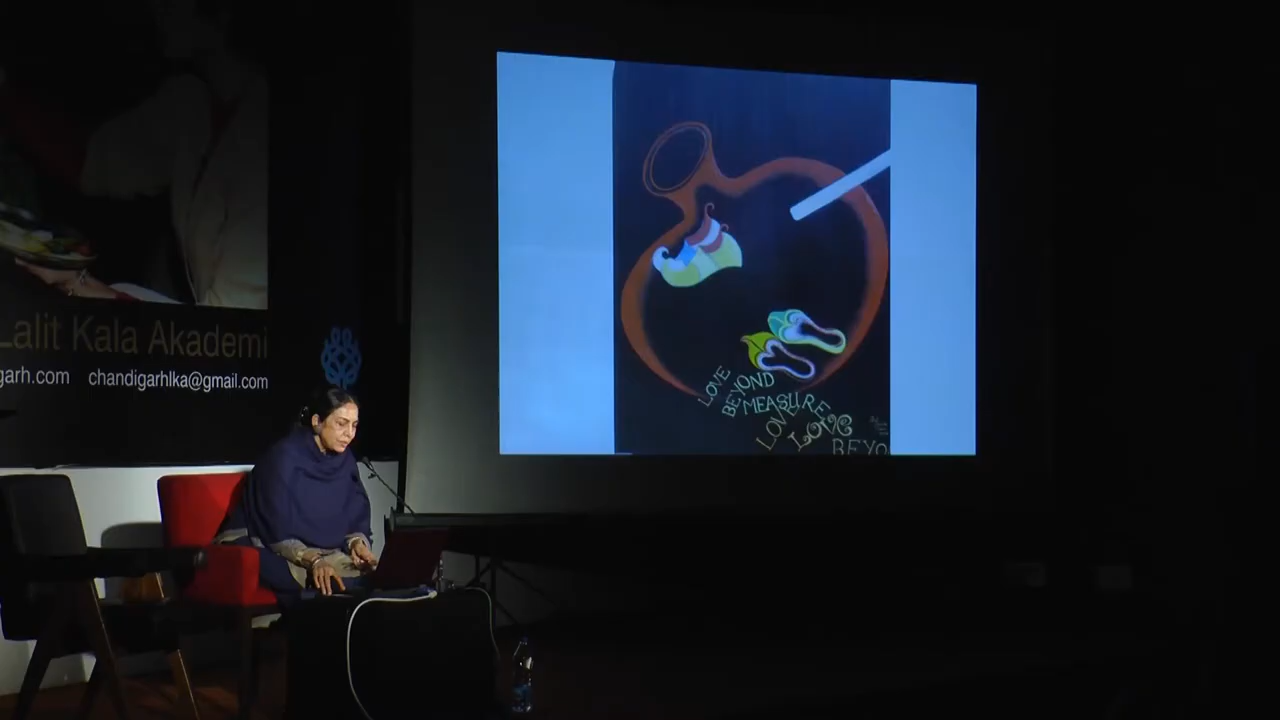 Lalit Kala Akademi
garh.com chandigarhlka@gmail.com
LOVE
BEYOND
MEASURE
LOVE
LOVE
BEYO